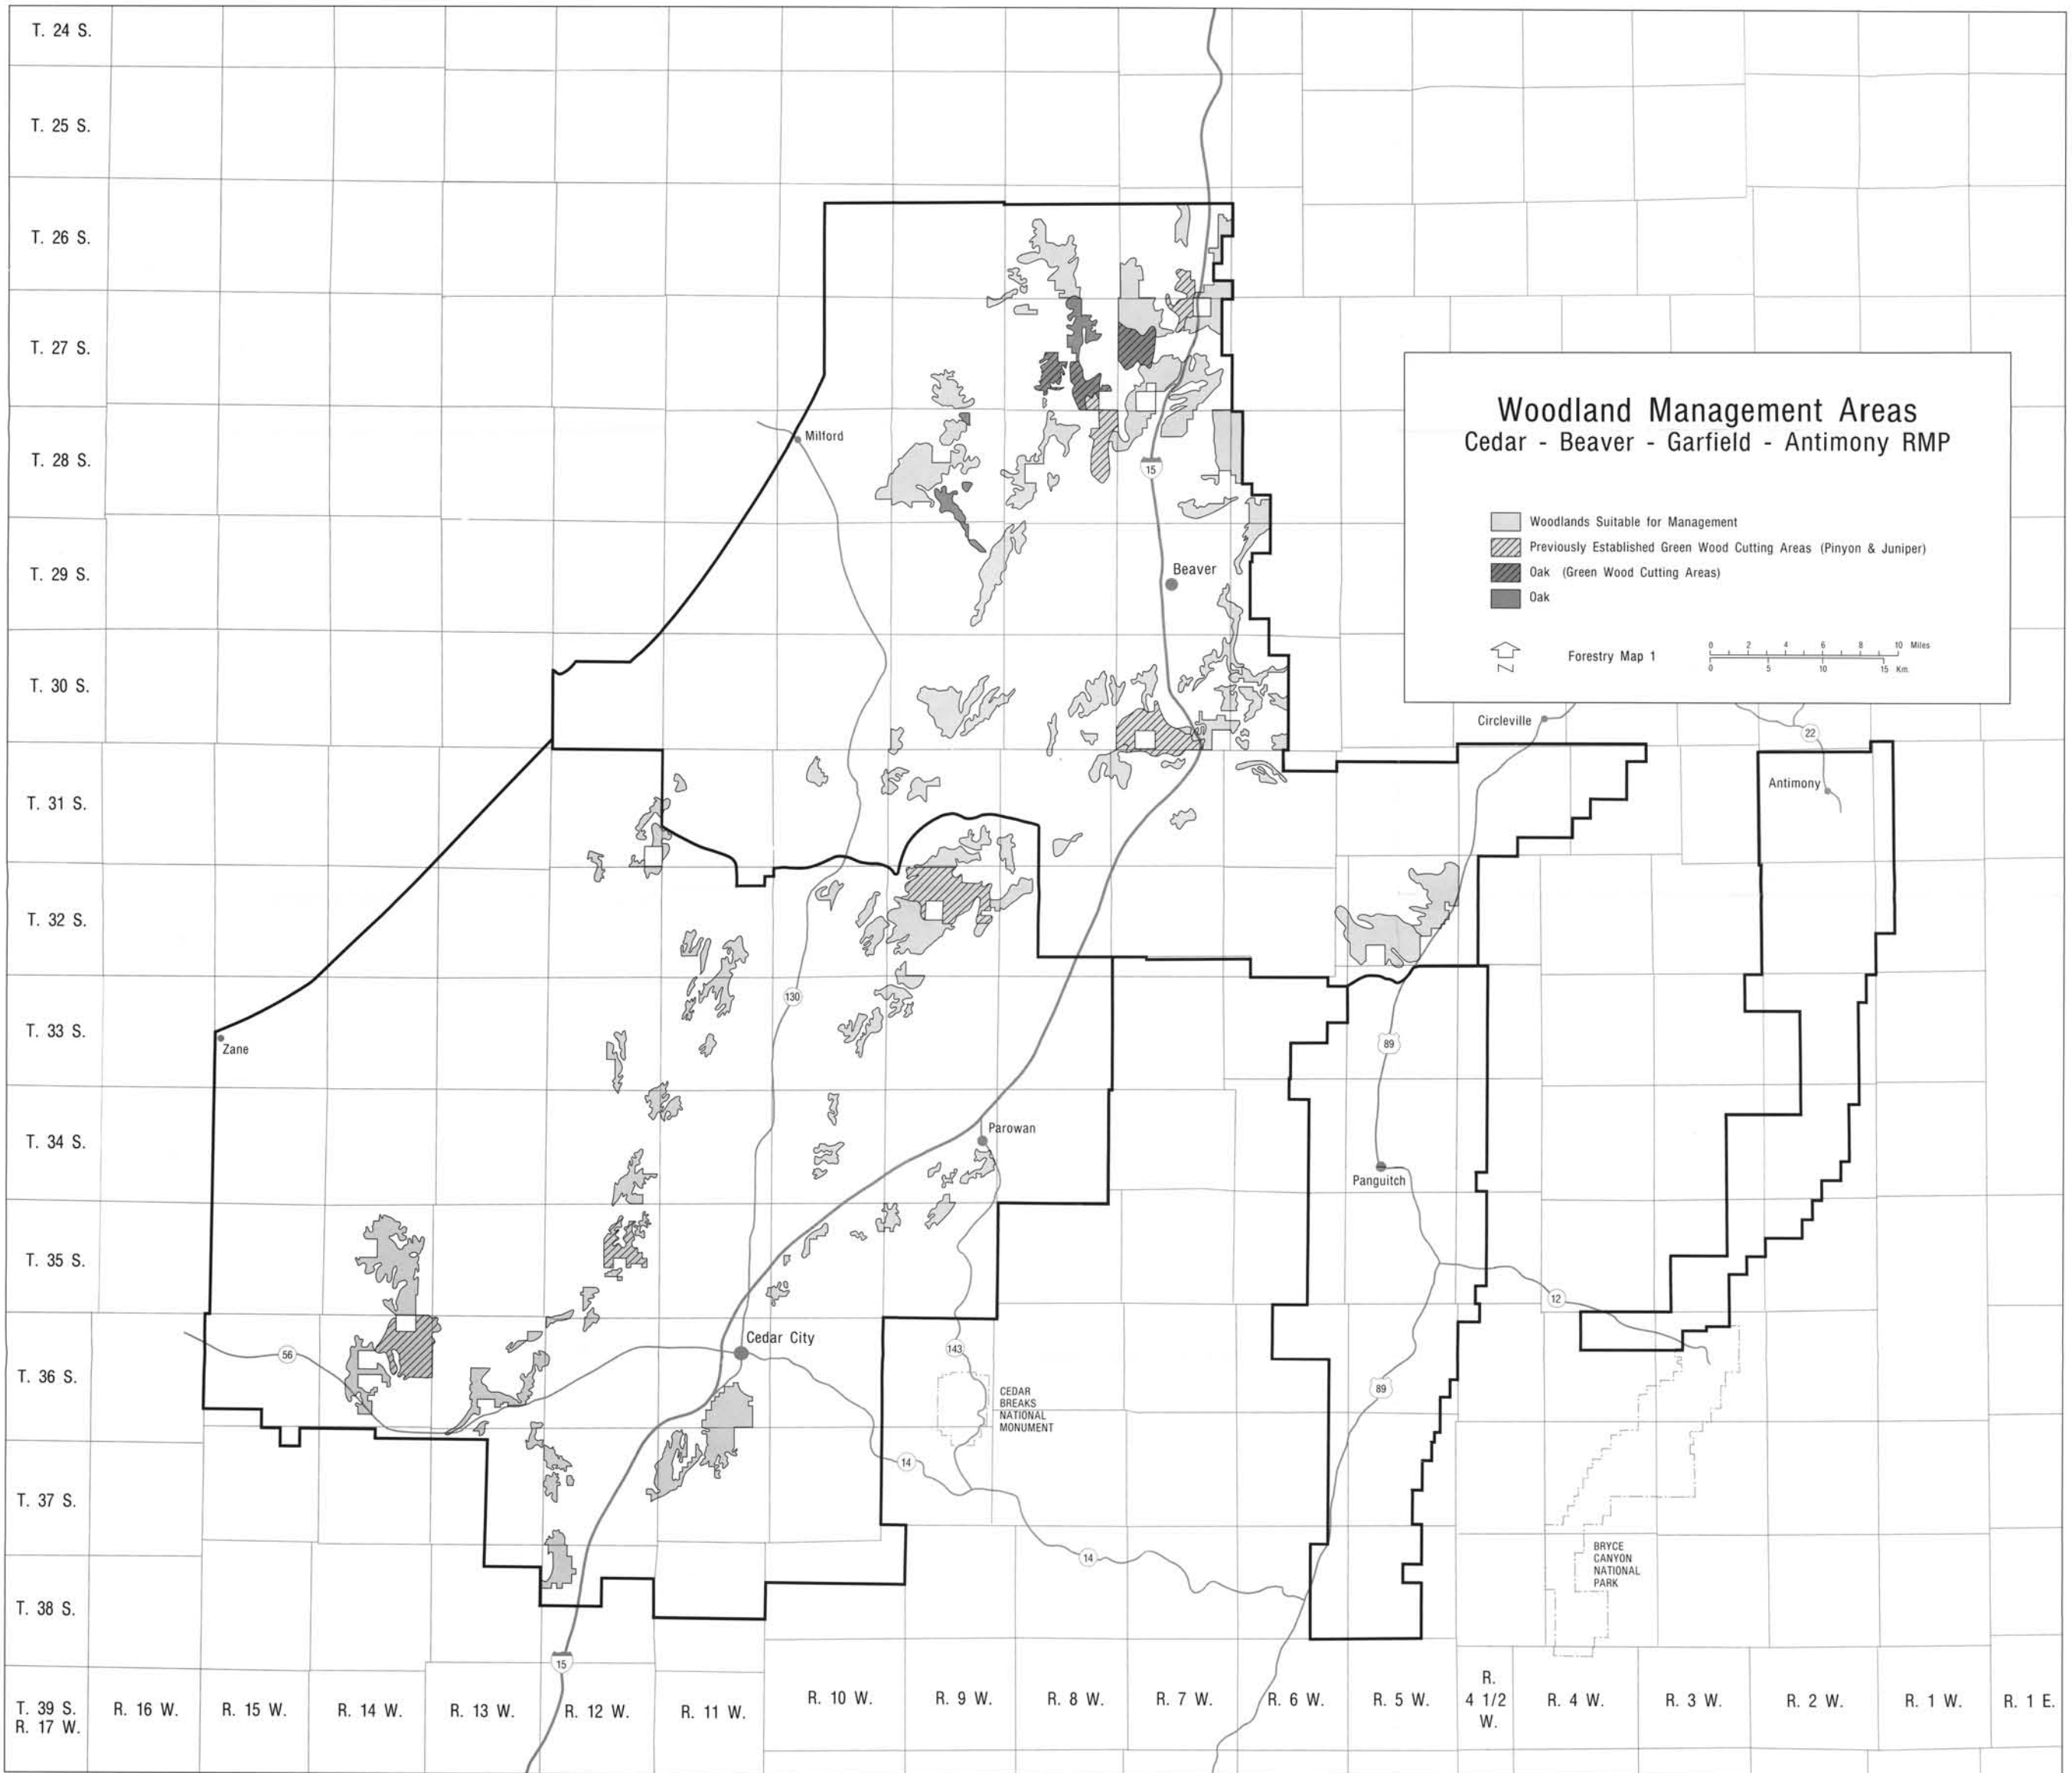 T. 24 S.
T. 25 S.
T. 26 S.
T. 27 S.
Woodland Management Areas
Cedar - Beaver - Garfield - Antimony RMP
Milford
T. 28 S.
15
Woodlands Suitable for Management
Previously Established Green Wood Cutting Areas (Pinyon & Juniper)
T. 29 S.
Beaver
Oak (Green Wood Cutting Areas)
Oak
0 2 4 6 8 10 Miles
N
Forestry Map 1
0 5 10 15 Km.
T. 30 S.
Circleville
22
Antimony
T. 31 S.
T. 32 S.
130
T. 33 S.
Zane
89
T. 34 S.
Parowan
Panguitch
T. 35 S.
12
Cedar City
56
143
T. 36 S.
89
CEDAR
BREAKS
NATIONAL
MONUMENT
14
T. 37 S.
14
BRYCE
CANYON
NATIONAL
PARK
T. 38 S.
15
T. 39 S.
R. 17 W.
R. 16 W.
R. 15 W.
R. 14 W.
R. 13 W.
R. 12 W.
R. 11 W.
R. 10 W.
R. 9 W.
R. 8 W.
R. 7 W.
R. 6 W.
R. 5 W.
R.
4 1/2
W.
R. 4 W.
R. 3 W.
R. 2 W.
R. 1 W.
R. 1 E.